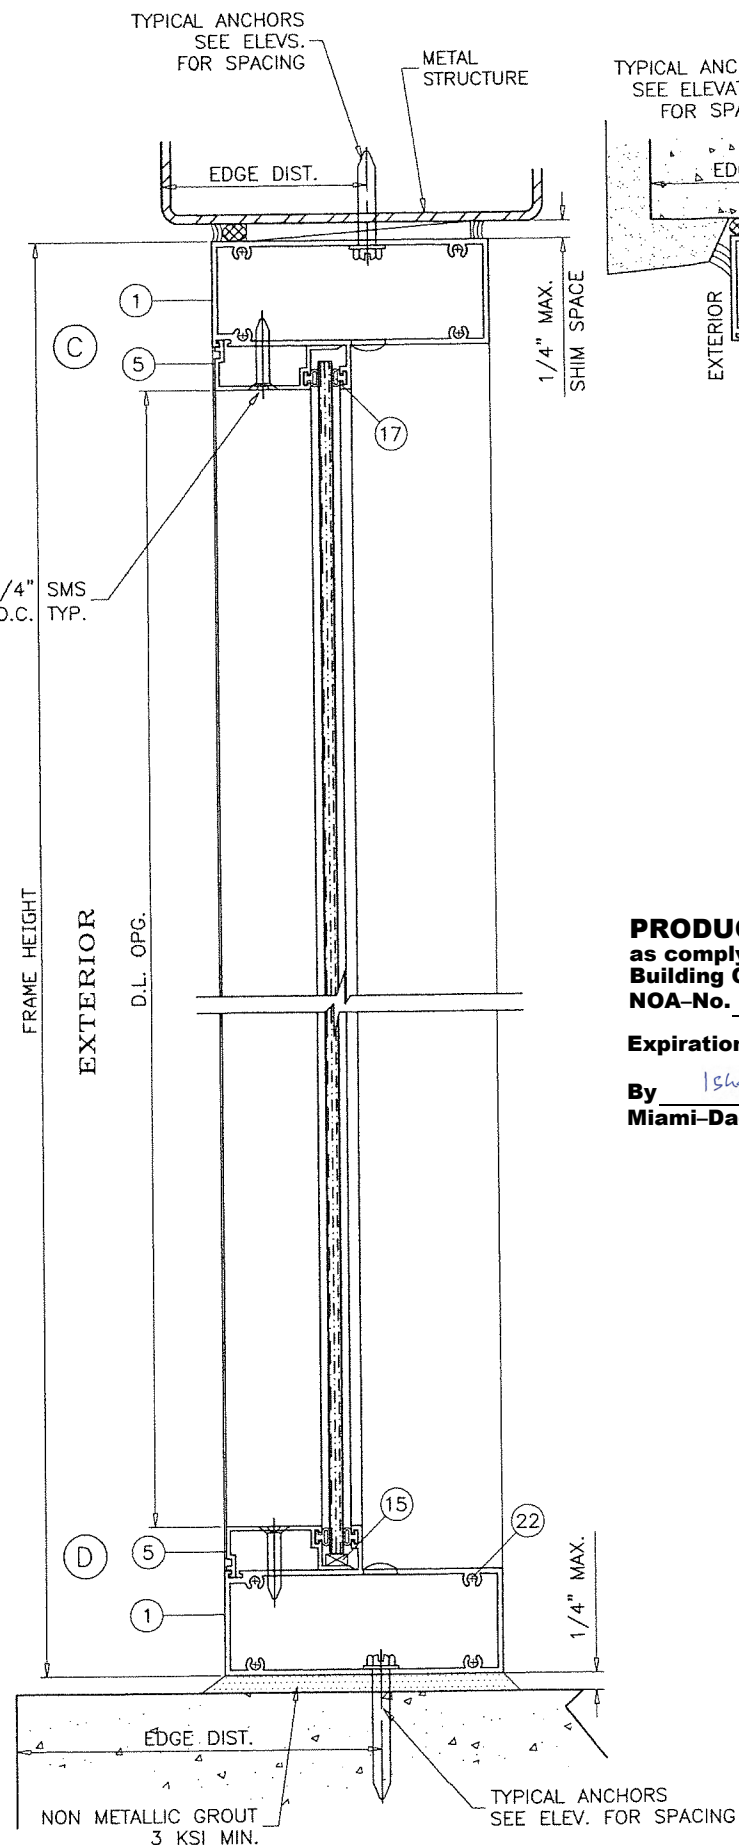 TYPICAL ANCHORS
SEE ELEVS.
FOR SPACING
METAL
STRUCTURE
TYPICAL ANC
SEE ELEVAT
FOR SPA
EDGE DIST.
ED
1
C
5
17
1/4" MAX.
SHIM SPACE
EXTERIOR
/4" SMS
O.C. TYP.
FRAME HEIGHT
EXTERIOR
D.L. OPG.
PRODU
as comply
Building
NOA–No.
Expiration
By
Miami–Da
15
22
D
5
1
1/4" MAX.
EDGE DIST.
NON METALLIC GROUT
3 KSI MIN.
TYPICAL ANCHORS
SEE ELEV. FOR SPACING